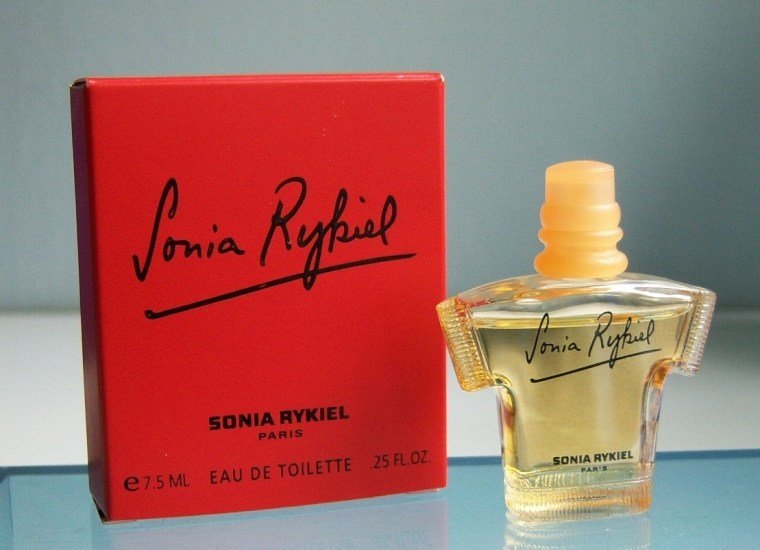 Sonia Rykiel
SONIA RYKIEL
PARIS
e 7.5 ML EAU DE TOILETTE .25 FL.OZ.
Sonia Rykiel
SONIA RYKIEL
PARIS